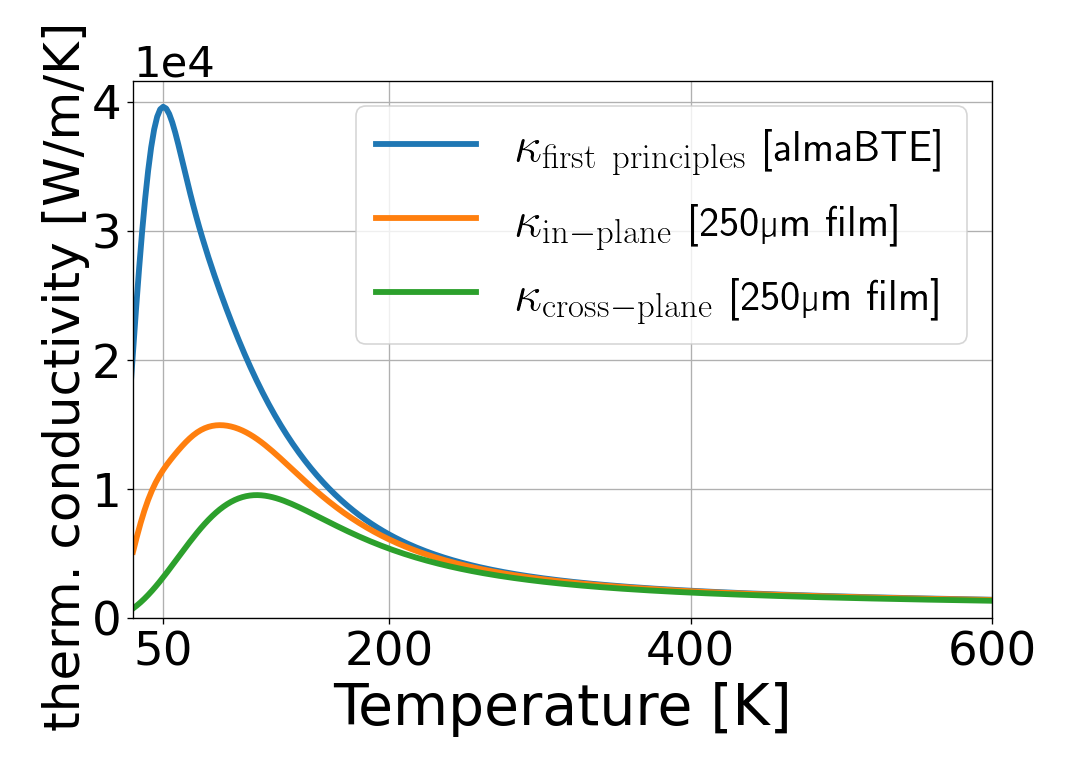 1e4
4
3
2
1
0
therm. conductivity [W/m/K]
κfirst principles [almaBTE]
κin−plane [250μm film]
κcross−plane [250μm film]
50 200 400 600
Temperature [K]